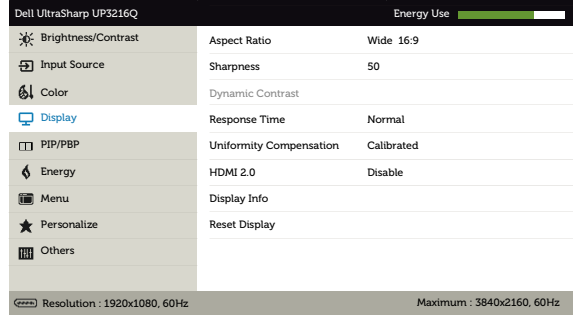 Dell UltraSharp UP3216Q Energy Use
Brightness/Contrast
Input Source
Color
Display
PIP/PBP
Energy
Menu
Personalize
Others
Aspect Ratio Wide 16:9
Sharpness 50
Dynamic Contrast
Response Time Normal
Uniformity Compensation Calibrated
HDMI 2.0 Disable
Display Info
Reset Display
Resolution : 1920x1080, 60Hz Maximum : 3840x2160, 60Hz